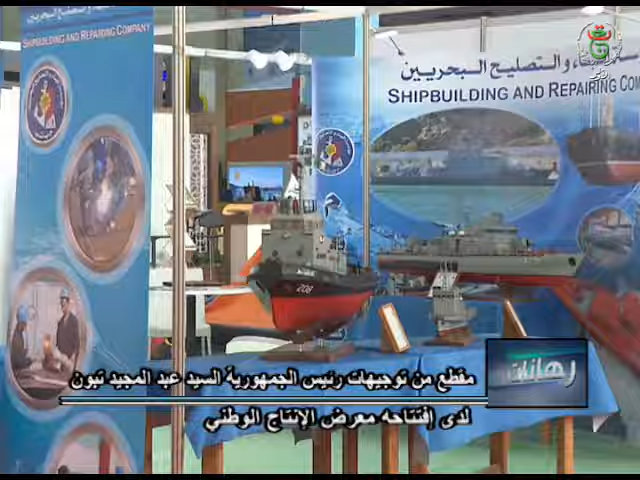 SHIPBUILDING AND REPAIRING COMPANY
والتصليح البحريين
SHIPBUILDING AND REPAIRING COM
208
رهانات
مقطع من توجيهات رئيس الجمهورية السيد عبد المجيد تبون
لدى إفتتاحه معرض الإنتاج الوطني